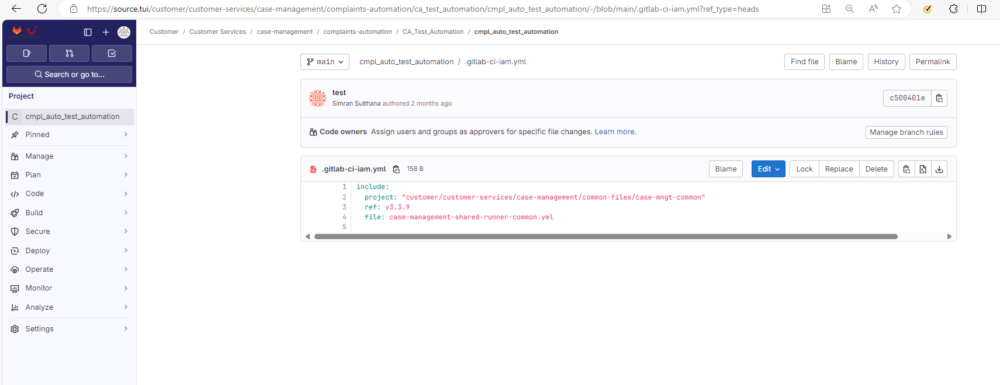 https://source.tui/customer/customer-services/case-management/complaints-automation/ca_test_automation/cmpl_auto_test_automation/-/blob/main/.gitlab-ci-iam.yml?ref_type=heads
Customer / Customer Services / case-management / complaints-automation / CA_Test_Automation / cmpl_auto_test_automation
Search or go to...
Project
C cmpl_auto_test_automation
Pinned
Manage
Plan
Code
Build
Secure
Deploy
Operate
Monitor
Analyze
Settings
main cmpl_auto_test_automation / .gitlab-ci-iam.yml Find file Blame History Permalink
test
Simran Sulthana authored 2 months ago
c500401e
Code owners Assign users and groups as approvers for specific file changes. Learn more. Manage branch rules
.gitlab-ci-iam.yml 158 B Blame Edit Lock Replace Delete
1 include:
2 project: "customer/customer-services/case-management/common-files/case-mngt-common"
3 ref: v3.3.9
4 file: case-management-shared-runner-common.yml
5